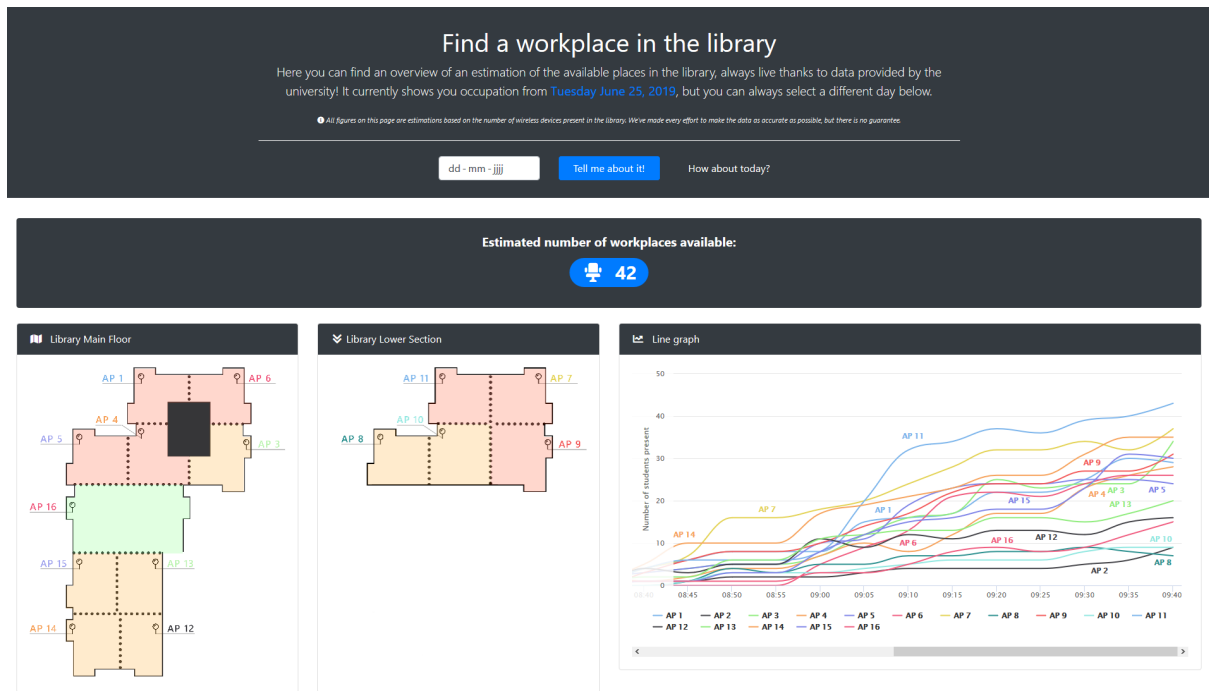 Find a workplace in the library
Here you can find an overview of an estimation of the available places in the library, always live thanks to data provided by the
university! It currently shows you occupation from Tuesday June 25, 2019, but you can always select a different day below.
All figures on this page are estimations based on the number of wireless devices present in the library. We've made every effort to make the data as accurate as possible, but there is no guarantee.
dd - mm - jjjj
Tell me about it!
How about today?
Estimated number of workplaces available:
42
Library Main Floor
AP 1
AP 6
AP 4
AP 5
AP 3
AP 16
AP 15
AP 13
AP 14
AP 12
Library Lower Section
AP 11
AP 7
AP 10
AP 8
AP 9
Line graph
Number of students present
50
40
30
20
10
0
AP 11
AP 9
AP 7
AP 1
AP 15
AP 4
AP 3
AP 5
AP 13
AP 14
AP 6
AP 16
AP 12
AP 10
AP 2
AP 8
08:40 08:45 08:50 08:55 09:00 09:05 09:10 09:15 09:20 09:25 09:30 09:35 09:40
AP 1 AP 2 AP 3 AP 4 AP 5 AP 6 AP 7 AP 8 AP 9 AP 10 AP 11
AP 12 AP 13 AP 14 AP 15 AP 16